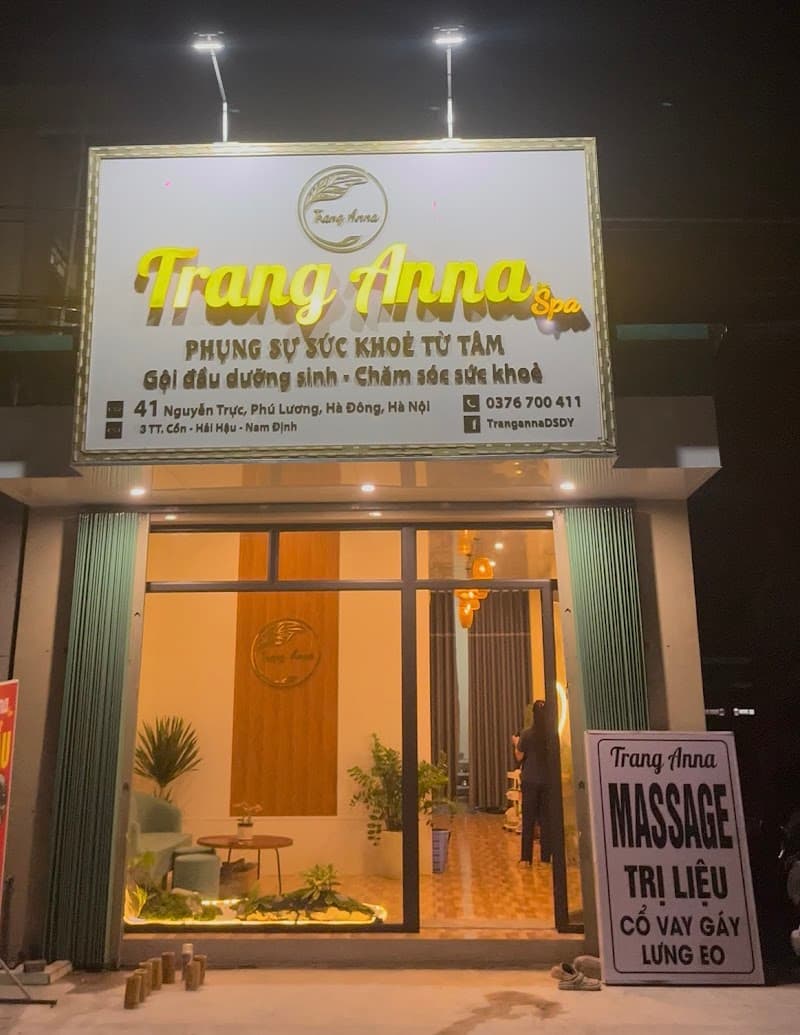 Trang Anna
Trang Anna Spa
PHỤNG SỰ SỨC KHOẺ TỪ TÂM
Gội đầu dưỡng sinh - Chăm sóc sức khoẻ
41 Nguyễn Trực, Phú Lương, Hà Đông, Hà Nội
3 TT. Cồn - Hải Hậu - Nam Định
0376 700 411
TrangannaDSDY
Trang Anna
Trang Anna
MASSAGE
TRỊ LIỆU
CỔ VAY GÁY
LƯNG EO